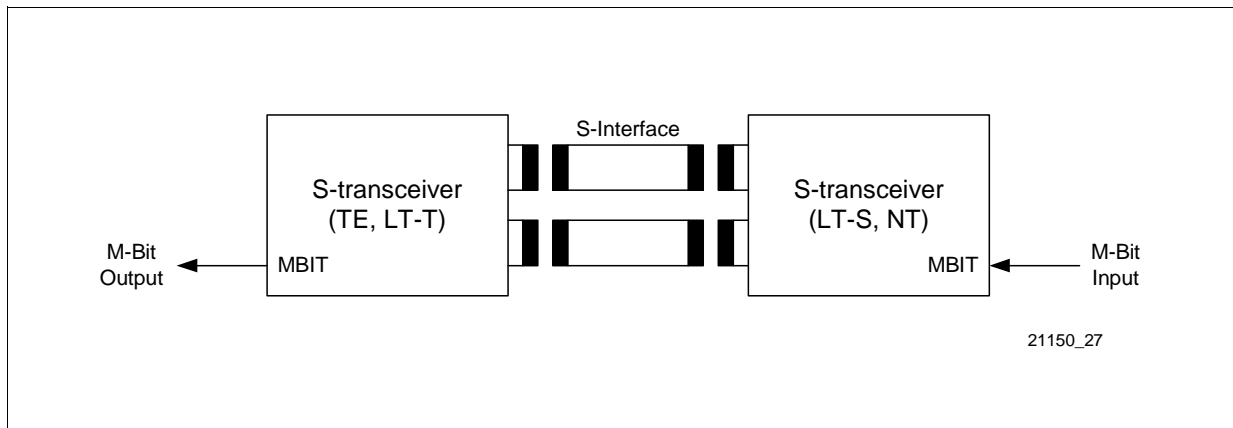 S-Interface
S-transceiver
(TE, LT-T)
S-transceiver
(LT-S, NT)
M-Bit
Output
MBIT
MBIT
M-Bit
Input
21150_27